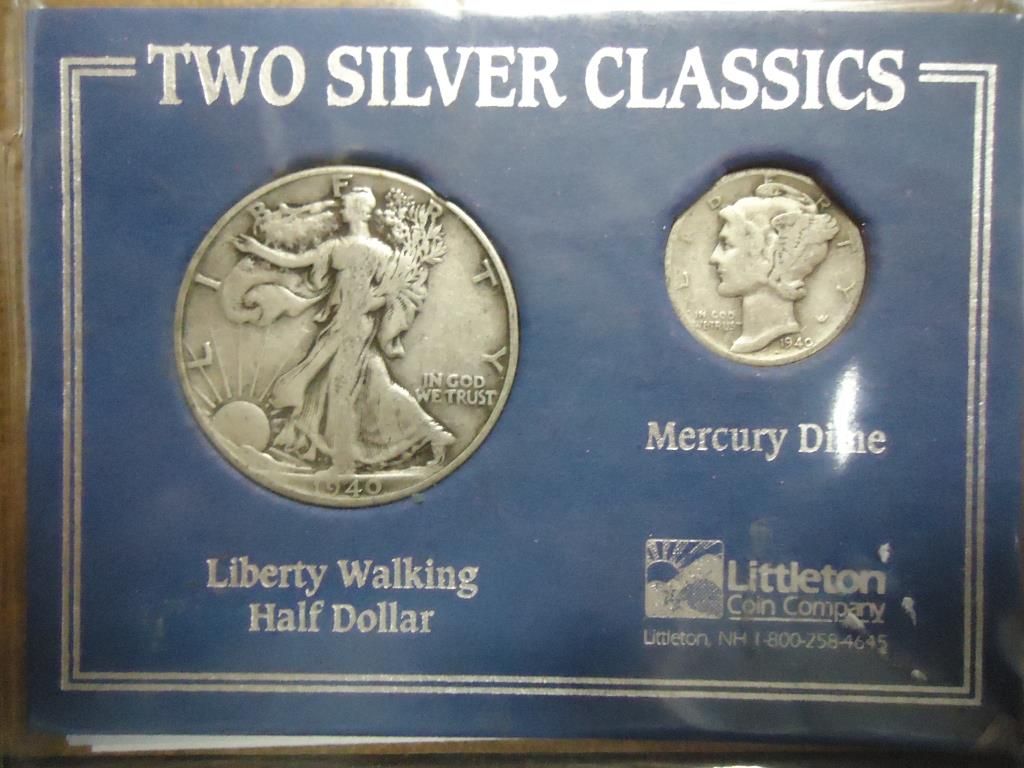 TWO SILVER CLASSICS
LIBERTY
IN GOD
WE TRUST
1940
Liberty Walking
Half Dollar
LIBERTY
IN GOD
WE TRUST
1940
Mercury Dime
Littleton
Coin Company
Littleton, NH 1-800-258-4645